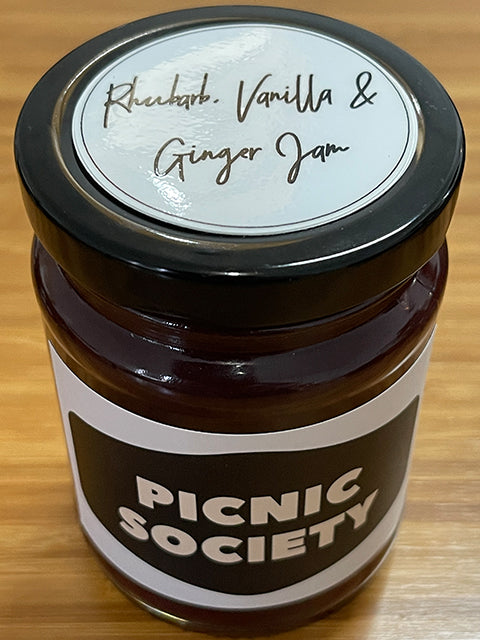 Rhubarb, Vanilla &
Ginger Jam
PICNIC
SOCIETY